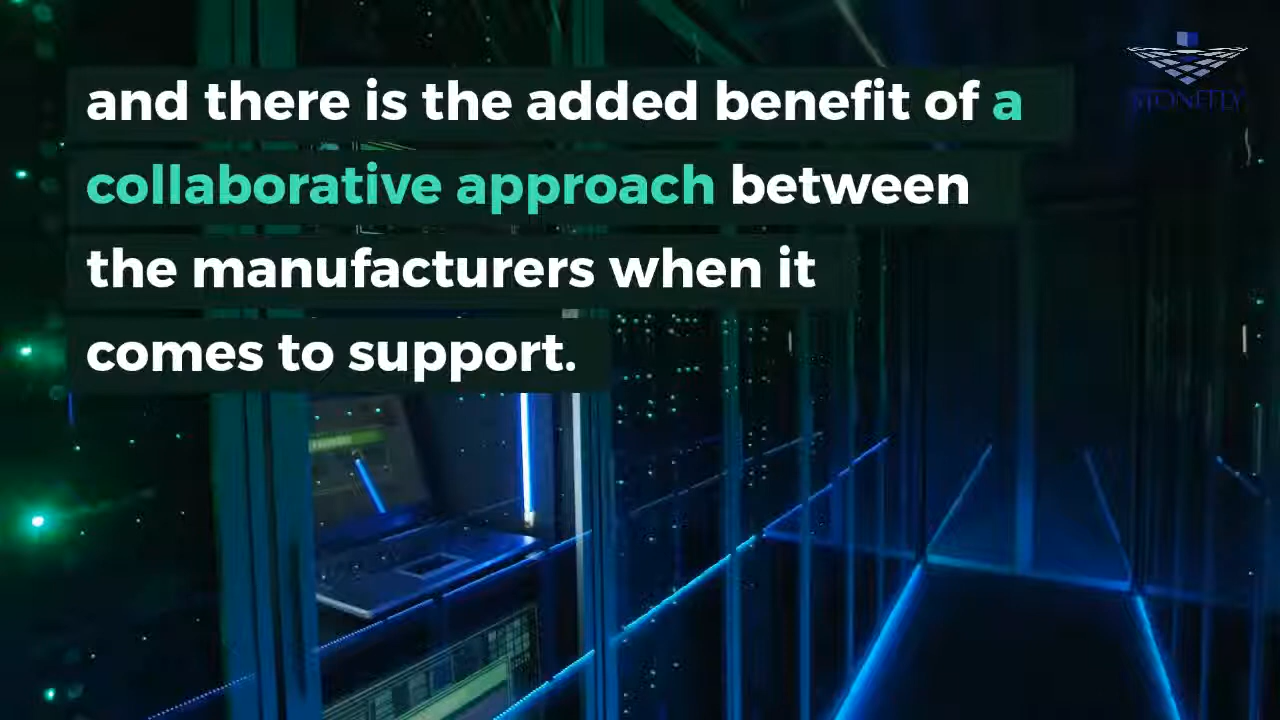 and there is the added benefit of a
collaborative approach between
the manufacturers when it
comes to support.
STONEFLY